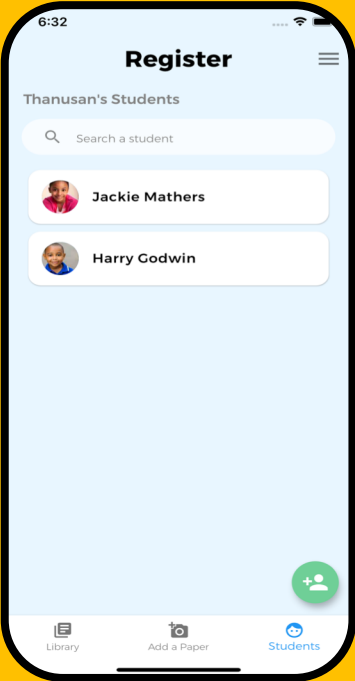 6:32
Register
Thanusan's Students
Search a student
Jackie Mathers
Harry Godwin
Library
Add a Paper
Students